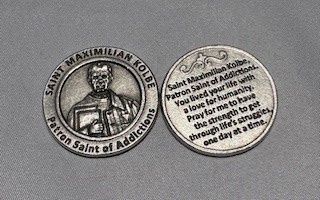 SAINT MAXIMILIAN KOLBE
Patron Saint of Addictions
Saint Maximilian Kolbe,
Patron Saint of Addictions.
You lived your life with
a love for humanity.
Pray for me to have
the strength to get
through life's struggles,
one day at a time.